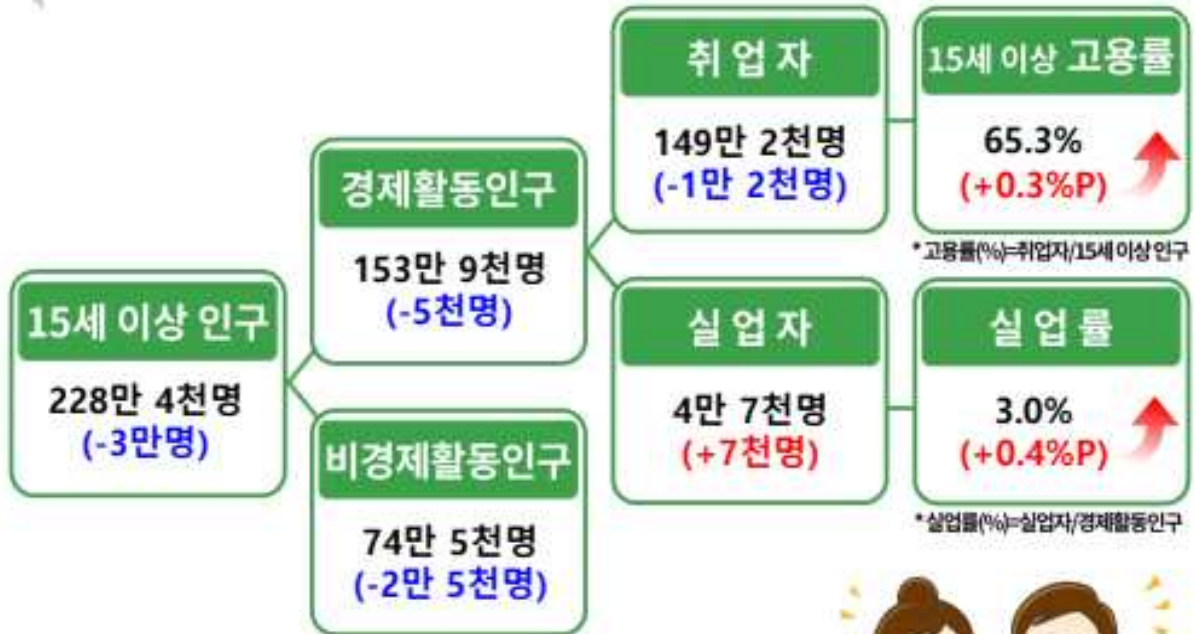 15세 이상 인구
228만 4천명
(-3만명)
경제활동인구
153만 9천명
(-5천명)
비경제활동인구
74만 5천명
(-2만 5천명)
취 업 자
149만 2천명
(-1만 2천명)
15세 이상 고용률
65.3%
(+0.3%P)
* 고용률(%)=취업자/15세 이상 인구
실 업 자
4만 7천명
(+7천명)
실 업 률
3.0%
(+0.4%P)
* 실업률(%)=실업자/경제활동인구